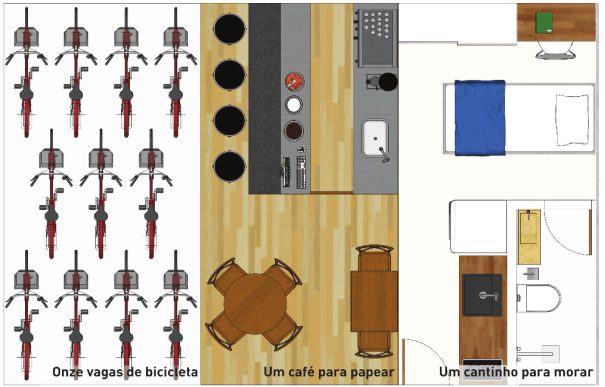 Onze vagas de bicicleta
Um café para papear
Um cantinho para morar